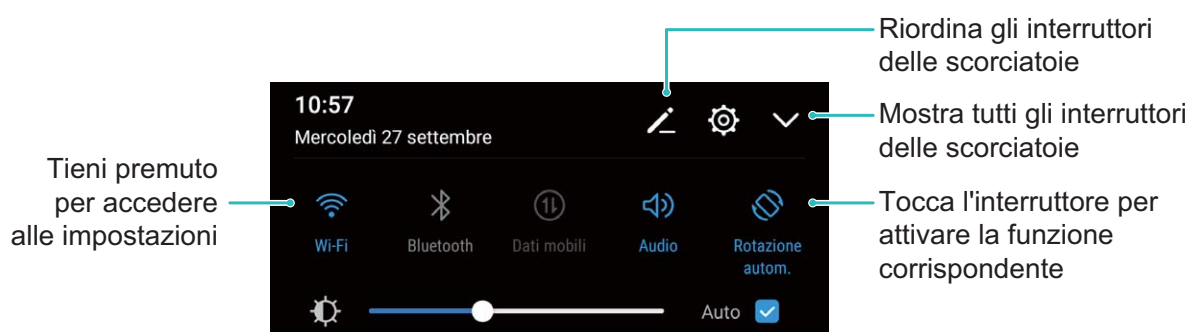 Riordina gli interruttori
delle scorciatoie
10:57
Mercoledì 27 settembre
Mostra tutti gli interruttori
delle scorciatoie
Tieni premuto
per accedere
alle impostazioni
Wi-Fi
Bluetooth
Dati mobili
Audio
Rotazione
autom.
Tocca l'interruttore per
attivare la funzione
corrispondente
Auto